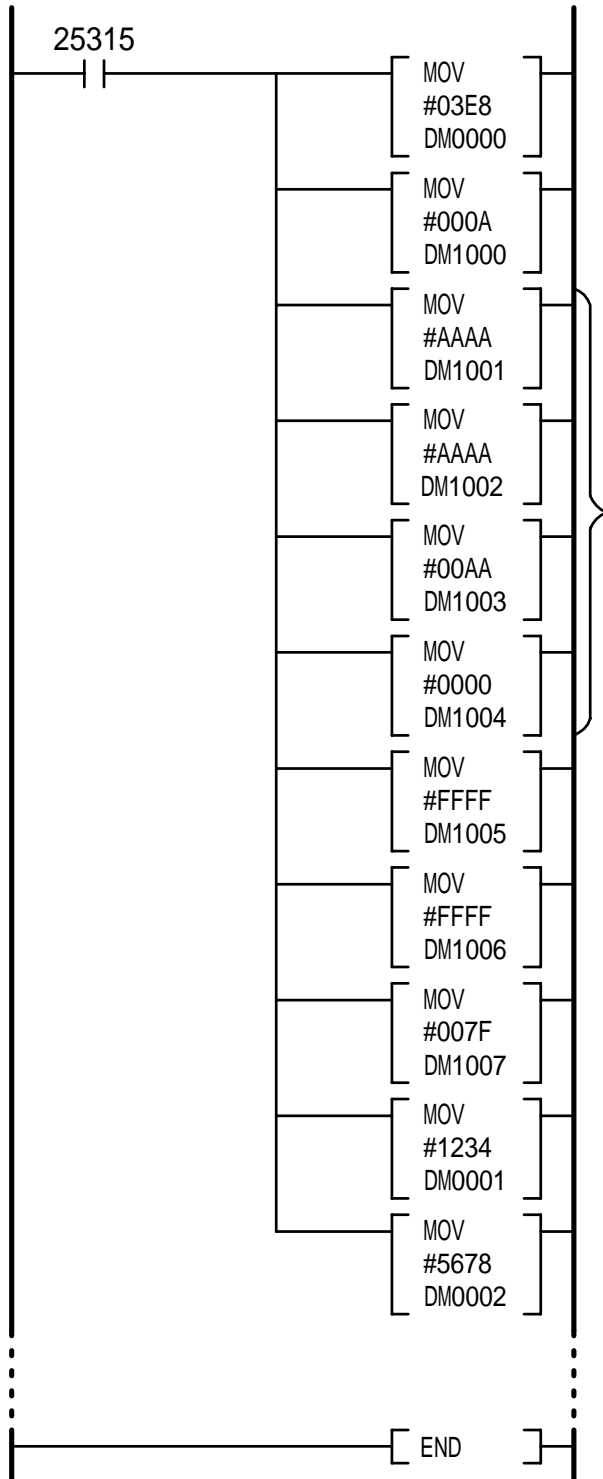 25315
MOV
#03E8
DM0000
MOV
#000A
DM1000
MOV
#AAAA
DM1001
MOV
#AAAA
DM1002
MOV
#00AA
DM1003
MOV
#0000
DM1004
MOV
#FFFF
DM1005
MOV
#FFFF
DM1006
MOV
#007F
DM1007
MOV
#1234
DM0001
MOV
#5678
DM0002
END